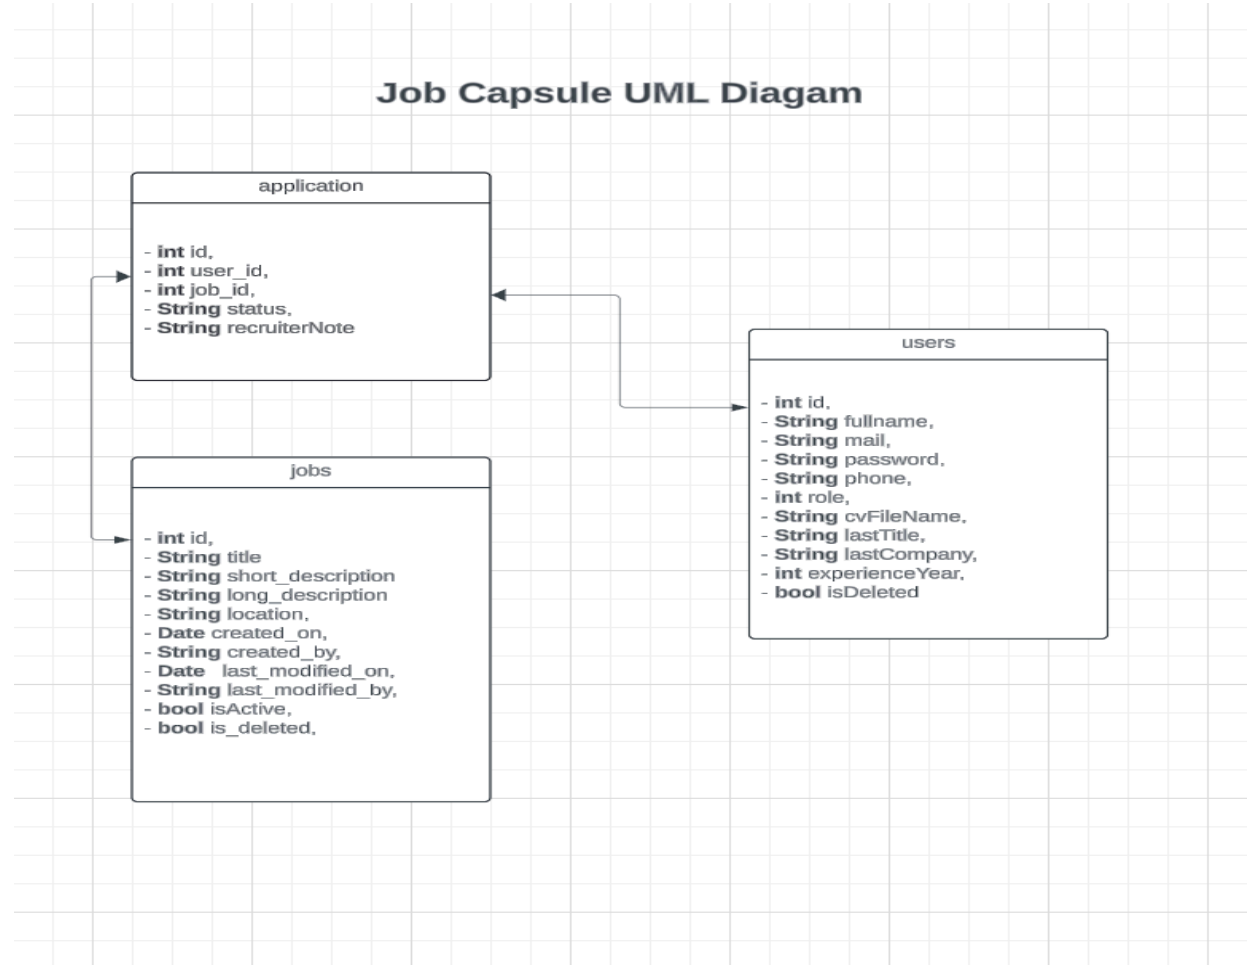 Job Capsule UML Diagam
application
- int id,
- int user_id,
- int job_id,
- String status,
- String recruiterNote
users
- int id,
- String fullname,
- String mail,
- String password,
- String phone,
- int role,
- String cvFileName,
- String lastTitle,
- String lastCompany,
- int experienceYear,
- bool isDeleted
jobs
- int id,
- String title
- String short_description
- String long_description
- String location,
- Date created_on,
- String created_by,
- Date last_modified_on,
- String last_modified_by,
- bool isActive,
- bool is_deleted,